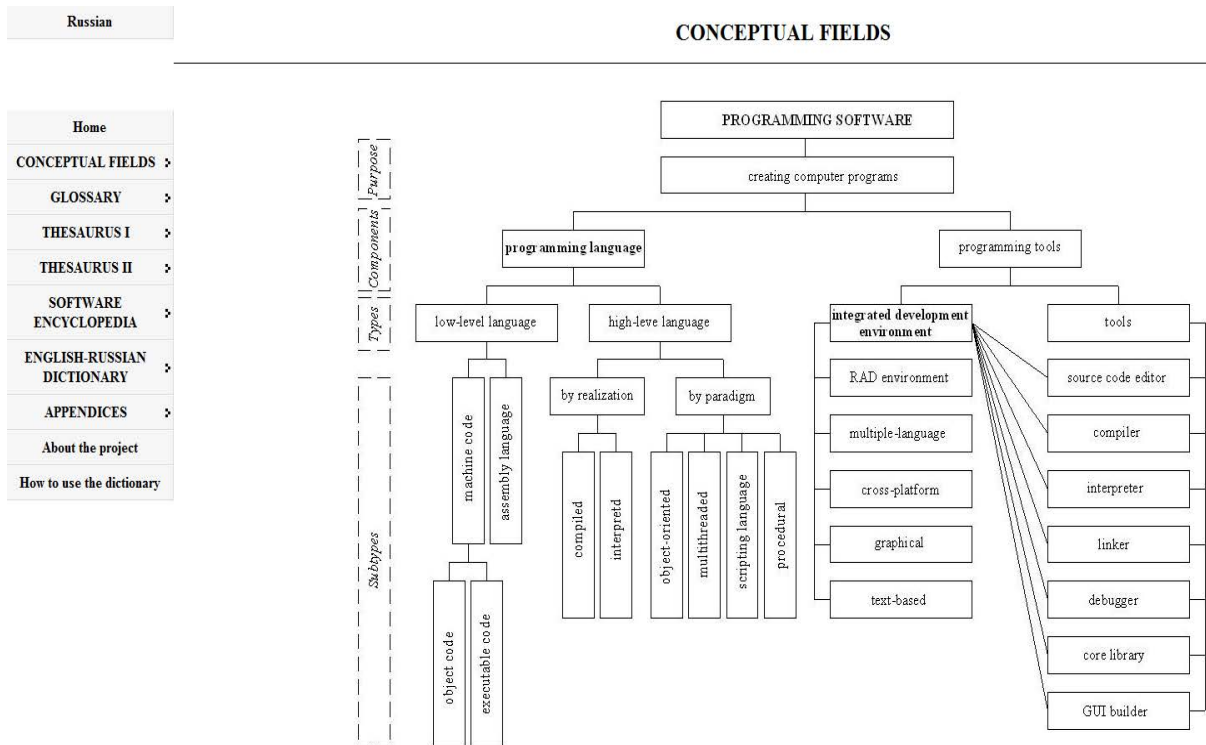 Russian
CONCEPTUAL FIELDS
Home
CONCEPTUAL FIELDS
GLOSSARY
THESAURUS I
THESAURUS II
SOFTWARE
ENCYCLOPEDIA
ENGLISH-RUSSIAN
DICTIONARY
APPENDICES
About the project
How to use the dictionary
PROGRAMMING SOFTWARE
Purpose
creating computer programs
Components
programming language
programming tools
Types
low-level language
high-leve language
integrated development
environment
tools
Subtypes
machine code
assembly language
by realization
by paradigm
RAD environment
source code editor
multiple-language
compiler
compiled
interpretd
object-oriented
multithreaded
scripting language
procedural
cross-platform
interpreter
graphical
linker
text-based
debugger
object code
executable code
core library
GUI builder